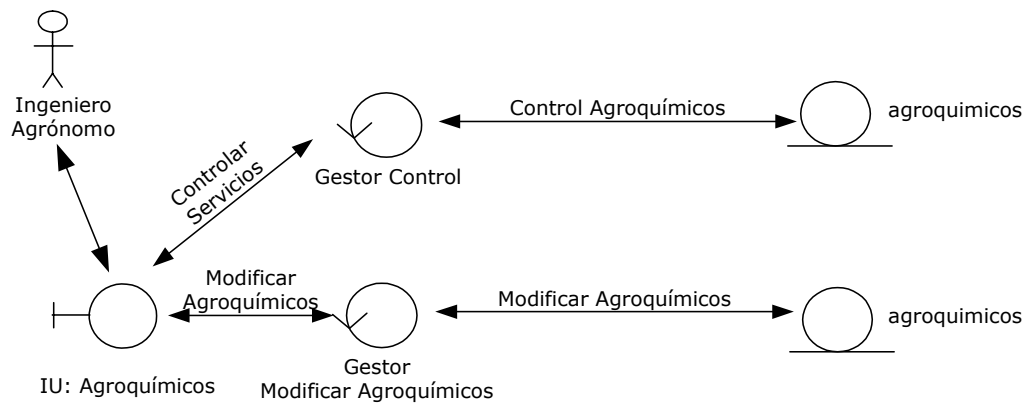 Ingeniero
Agrónomo
Controlar
Servicios
Gestor Control
Control Agroquímicos
agroquimicos
IU: Agroquímicos
Modificar
Agroquímicos
Gestor
Modificar Agroquímicos
Modificar Agroquímicos
agroquimicos